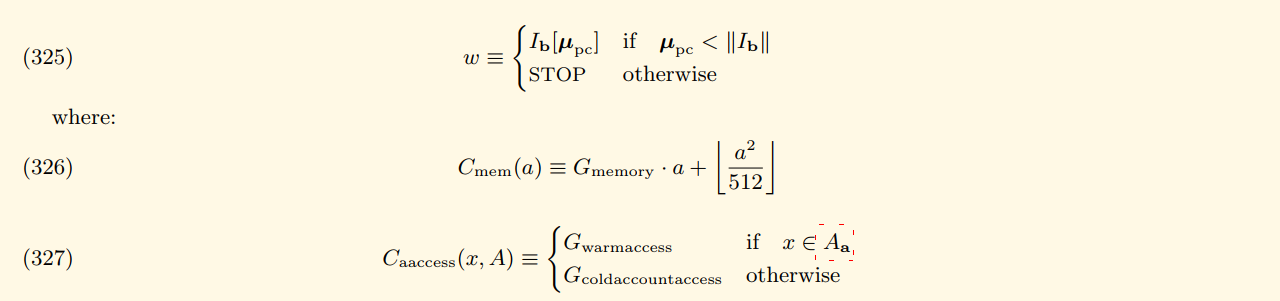 (325) w ≡ { I_b[μ_pc] if μ_pc < ‖I_b‖
STOP otherwise
where:
(326) C_mem(a) ≡ G_memory · a + ⌊a²/512⌋
(327) C_aaccess(x, A) ≡ { G_warmaccess if x ∈ A_a
G_coldaccountaccess otherwise